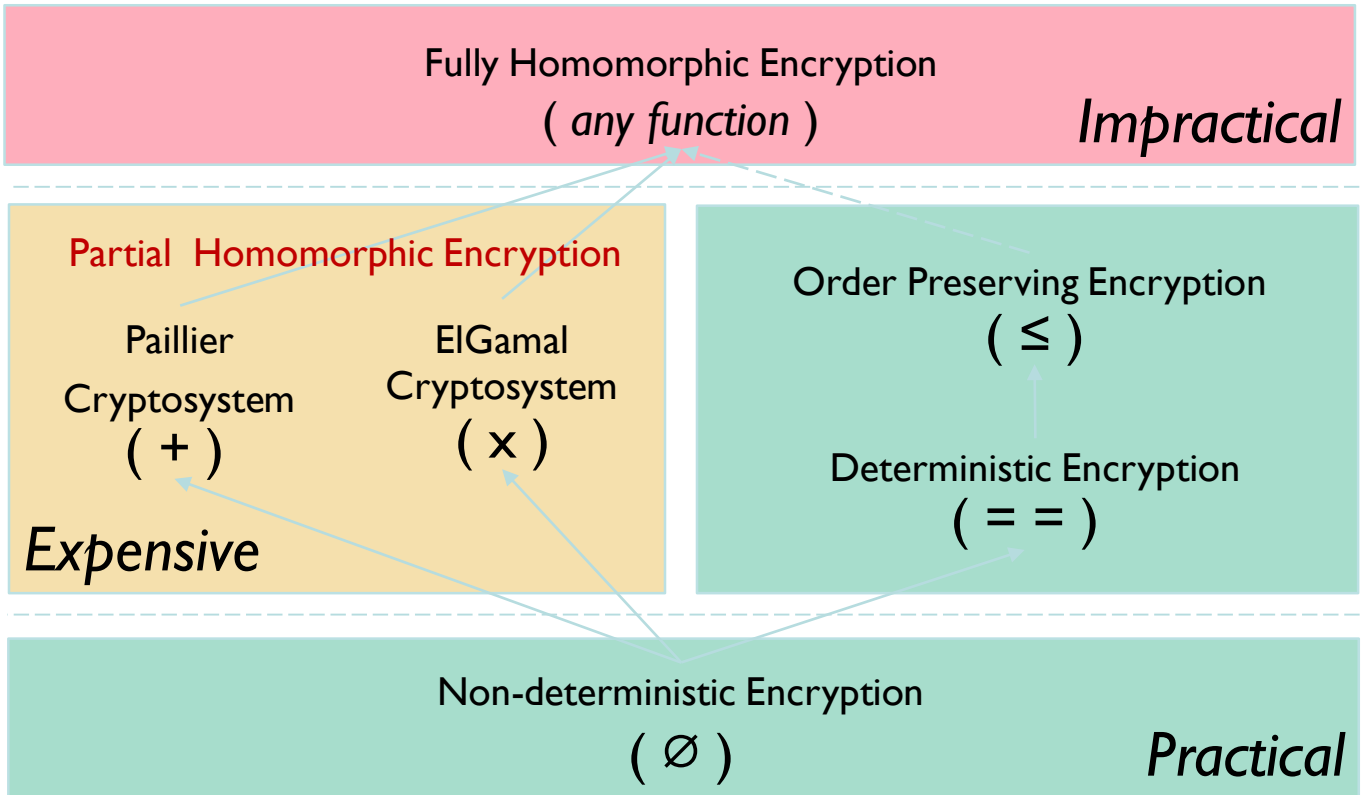 Fully Homomorphic Encryption
( any function )
Impractical
Partial Homomorphic Encryption
Paillier
Cryptosystem
( + )
ElGamal
Cryptosystem
( x )
Expensive
Order Preserving Encryption
( ≤ )
Deterministic Encryption
( = = )
Non-deterministic Encryption
( ∅ )
Practical